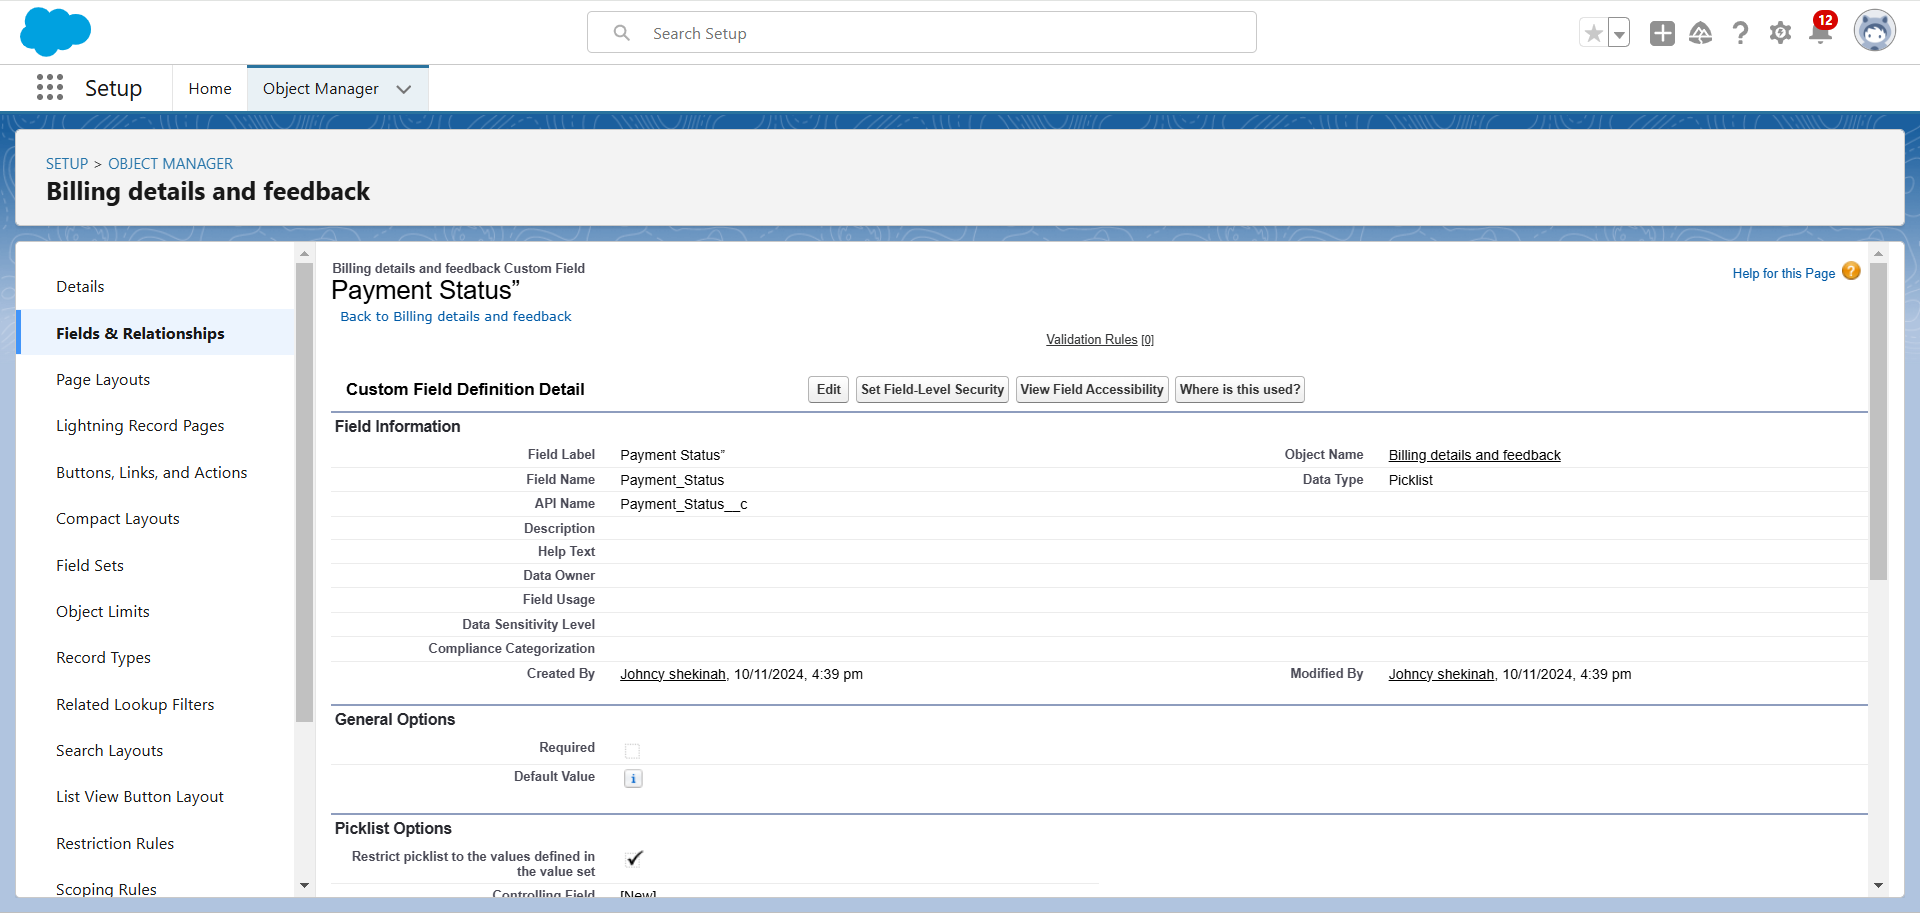 Search Setup
12
Setup
Home
Object Manager
SETUP > OBJECT MANAGER
Billing details and feedback
Details
Fields & Relationships
Page Layouts
Lightning Record Pages
Buttons, Links, and Actions
Compact Layouts
Field Sets
Object Limits
Record Types
Related Lookup Filters
Search Layouts
List View Button Layout
Restriction Rules
Scoping Rules
Billing details and feedback Custom Field
Payment Status”
Back to Billing details and feedback
Help for this Page
Validation Rules [0]
Custom Field Definition Detail
Edit
Set Field-Level Security
View Field Accessibility
Where is this used?
Field Information
Field Label Payment Status” Object Name Billing details and feedback
Field Name Payment_Status Data Type Picklist
API Name Payment_Status__c
Description
Help Text
Data Owner
Field Usage
Data Sensitivity Level
Compliance Categorization
Created By Johncy shekinah, 10/11/2024, 4:39 pm Modified By Johncy shekinah, 10/11/2024, 4:39 pm
General Options
Required
Default Value
Picklist Options
Restrict picklist to the values defined in
the value set
Controlling Field [New]